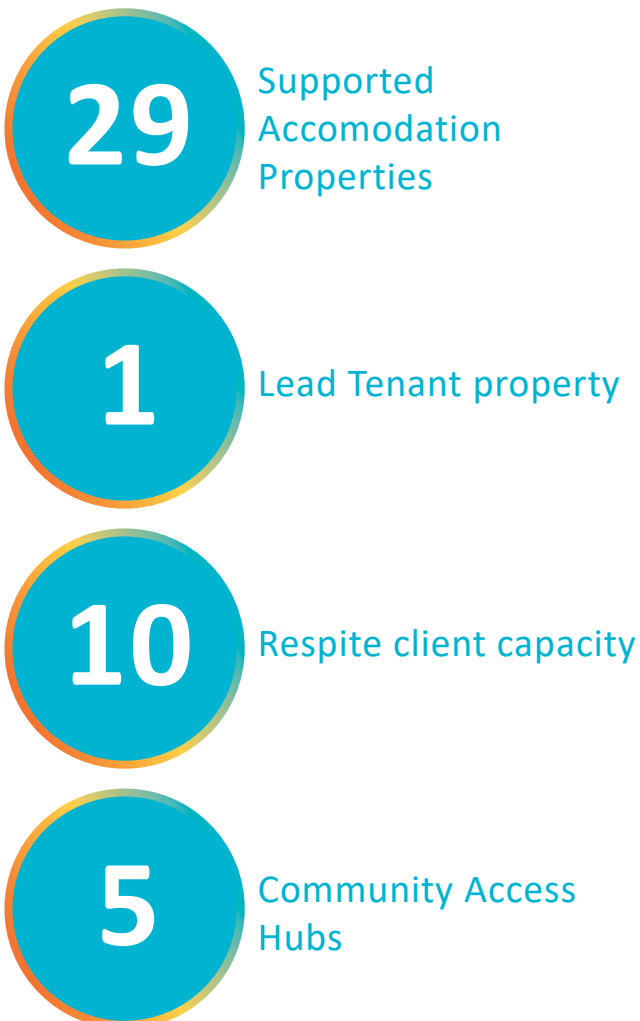 29
Supported
Accomodation
Properties
1
Lead Tenant property
10
Respite client capacity
5
Community Access
Hubs